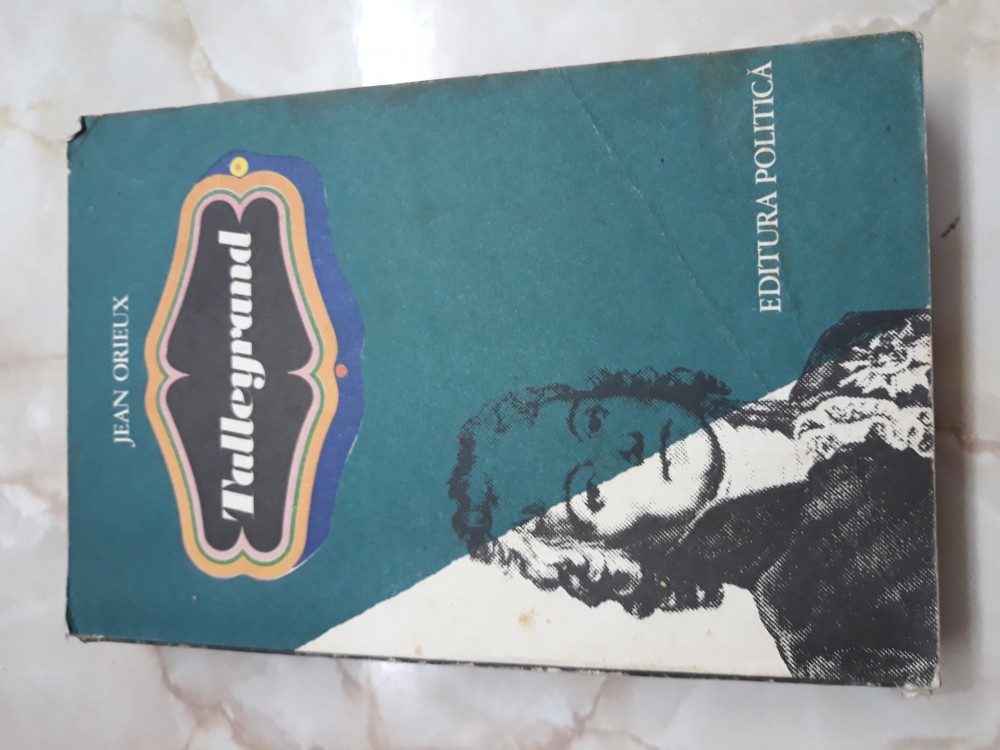 JEAN ORIEUX
Talleyrand
EDITURA POLITICĂ